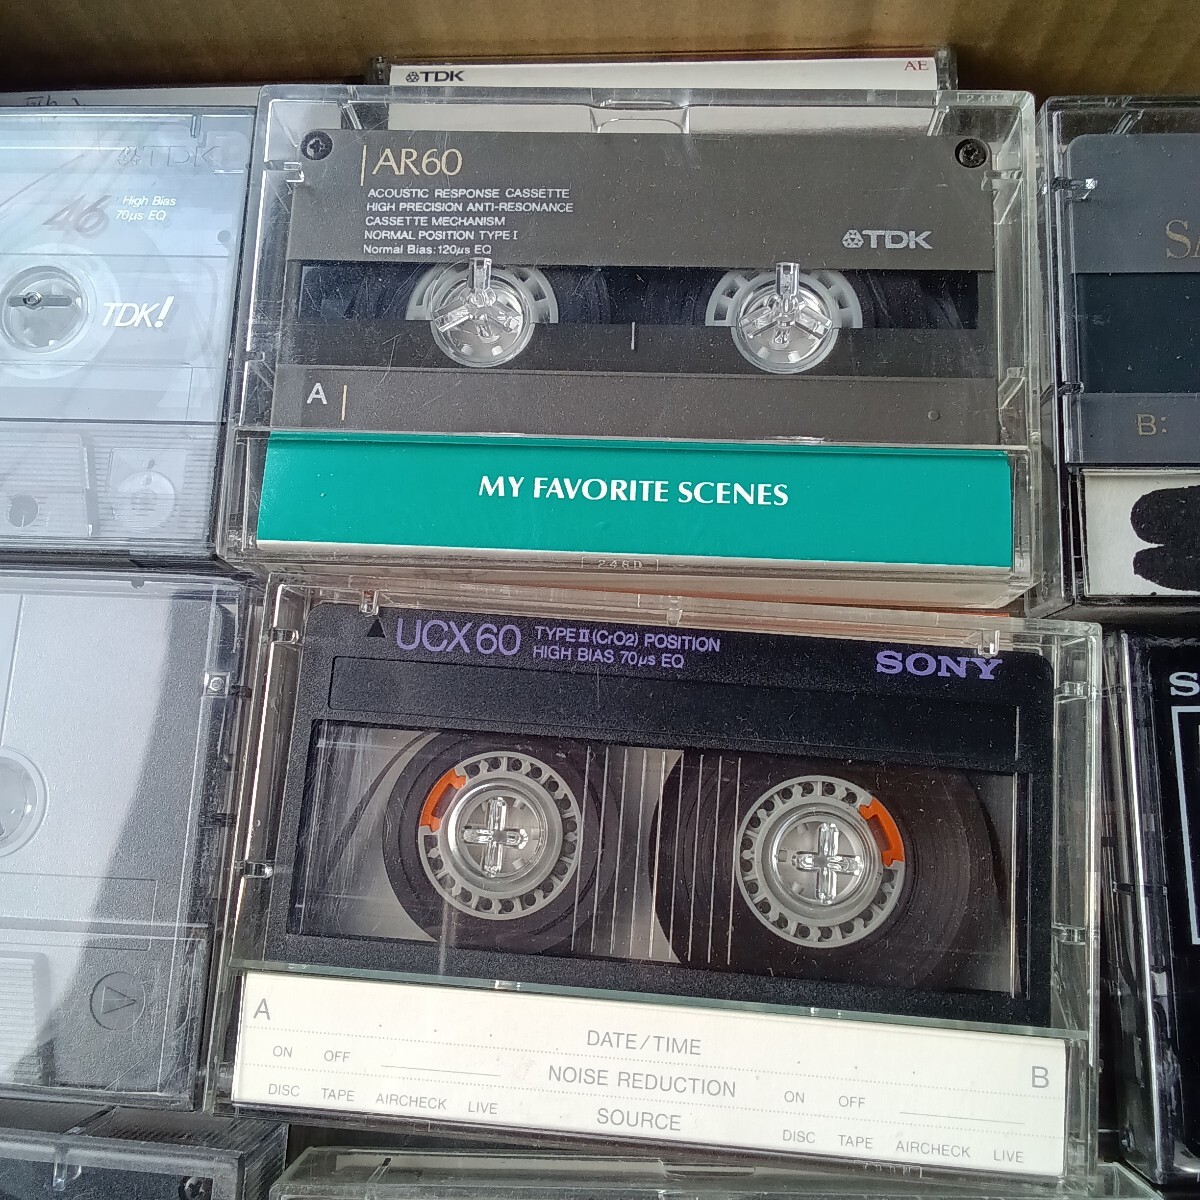 TDK
AE
TDK
46
High Bias
70µs EQ
TDK!
AR60
ACOUSTIC RESPONSE CASSETTE
HIGH PRECISION ANTI-RESONANCE
CASSETTE MECHANISM
NORMAL POSITION TYPE I
Normal Bias: 120µs EQ
TDK
A
MY FAVORITE SCENES
248D
B:
UCX60
TYPE II (CrO2) POSITION
HIGH BIAS 70µs EQ
SONY
A
DATE/TIME
ON OFF NOISE REDUCTION ON OFF
B
DISC TAPE AIRCHECK LIVE SOURCE DISC TAPE AIRCHECK LIVE